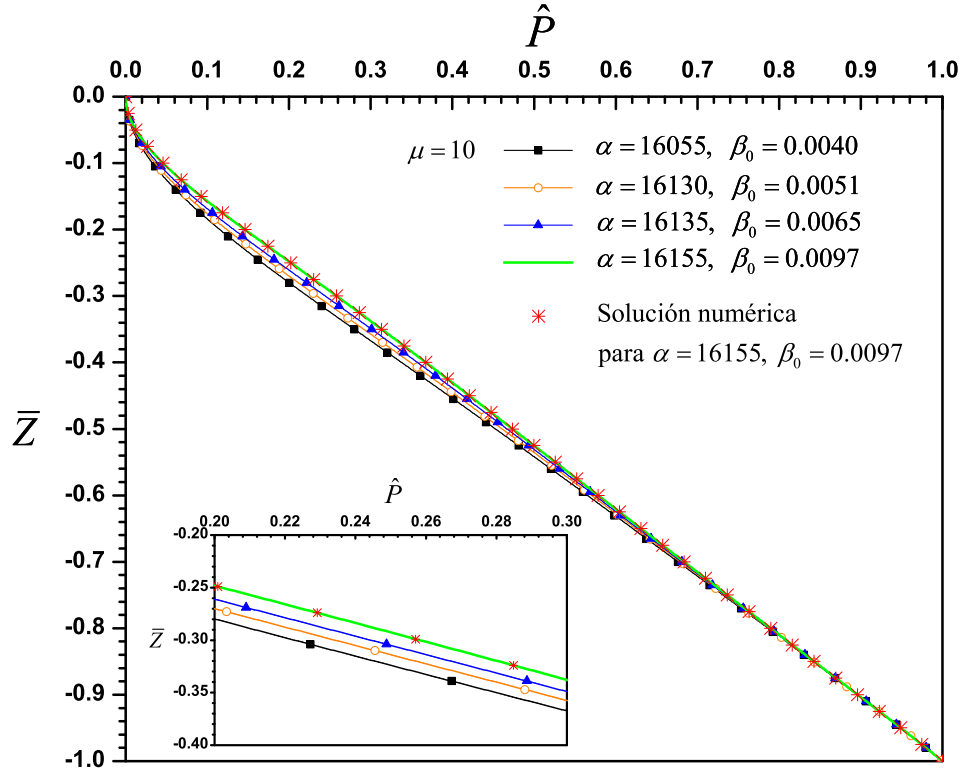 P̂
0.0 0.1 0.2 0.3 0.4 0.5 0.6 0.7 0.8 0.9 1.0
0.0
-0.1
-0.2
-0.3
-0.4
-0.5
-0.6
-0.7
-0.8
-0.9
-1.0
Z̄
μ = 10
α = 16055, β₀ = 0.0040
α = 16130, β₀ = 0.0051
α = 16135, β₀ = 0.0065
α = 16155, β₀ = 0.0097
Solución numérica
para α = 16155, β₀ = 0.0097
P̂
0.20 0.22 0.24 0.26 0.28 0.30
-0.20
-0.25
-0.30
-0.35
-0.40
Z̄